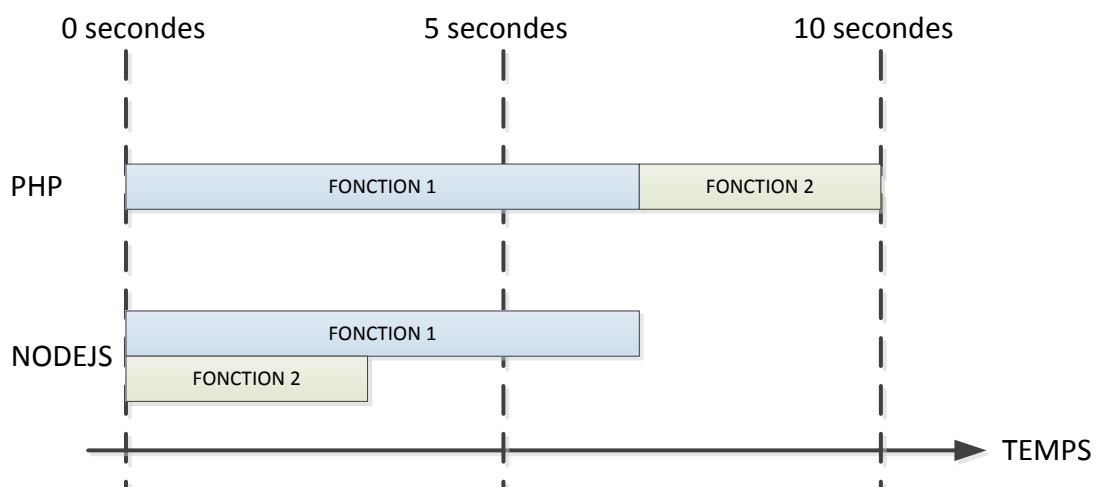 0 secondes 5 secondes 10 secondes
PHP FONCTION 1 FONCTION 2
FONCTION 1
NODEJS
FONCTION 2
TEMPS